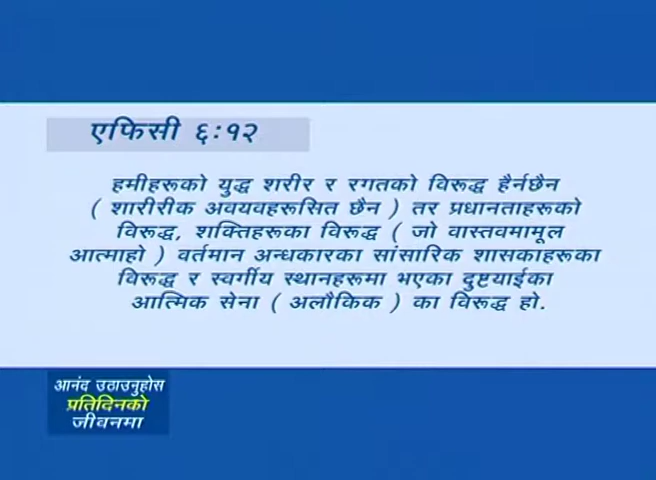 एफिसी ६:१२
हमीहरूको युद्ध शरीर र रगतको विरूद्ध हैर्नछैन
( शारीरीक अवयवहरूसित छैन ) तर प्रधानताहरूको
विरूद्ध, शक्तिहरूका विरूद्ध ( जो वास्तवमामूल
आत्माहो ) वर्तमान अन्धकारका सांसारिक शासकाहरूका
विरूद्ध र स्वर्गीय स्थानहरूमा भएका दुष्टयाईका
आत्मिक सेना ( अलौकिक ) का विरूद्ध हो.
आनंद उठाउनुहोस
प्रतिदिनको
जीवनमा